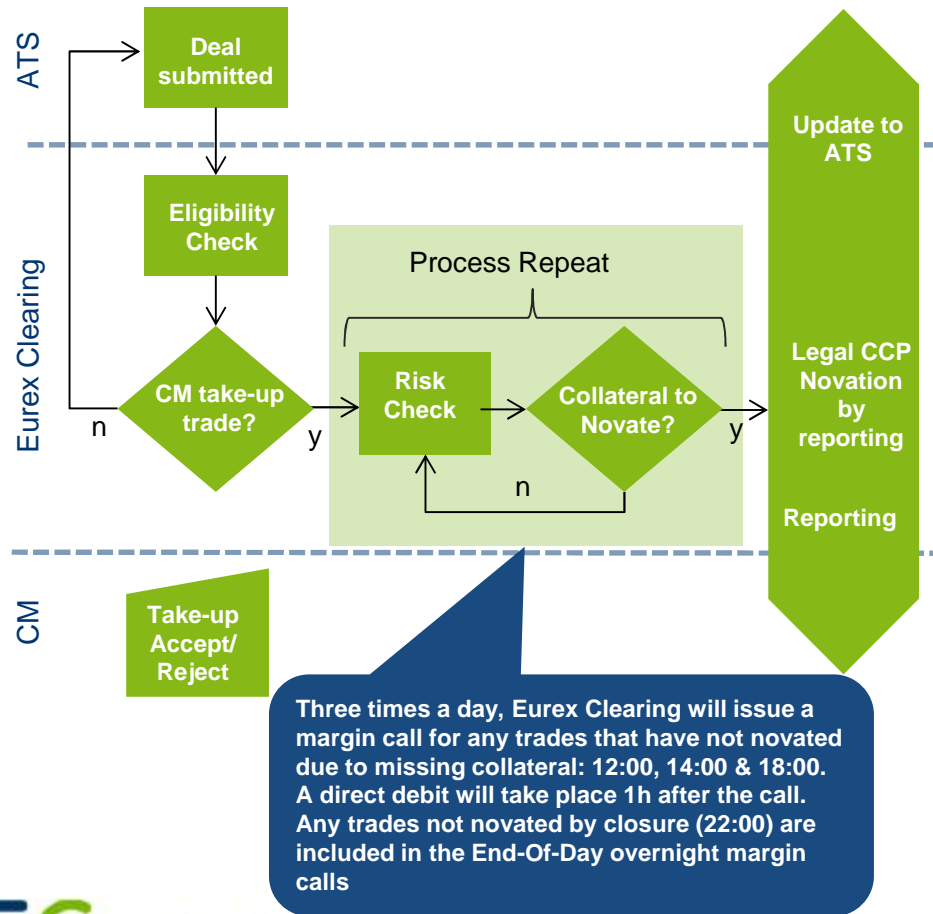 ATS
Deal
submitted
Update to
ATS
Eurex Clearing
Eligibility
Check
Process Repeat
CM take-up
trade?
n
y
Risk
Check
Collateral to
Novate?
n
y
Legal CCP
Novation
by
reporting
Reporting
CM
Take-up
Accept/
Reject
Three times a day, Eurex Clearing will issue a
margin call for any trades that have not novated
due to missing collateral: 12:00, 14:00 & 18:00.
A direct debit will take place 1h after the call.
Any trades not novated by closure (22:00) are
included in the End-Of-Day overnight margin
calls